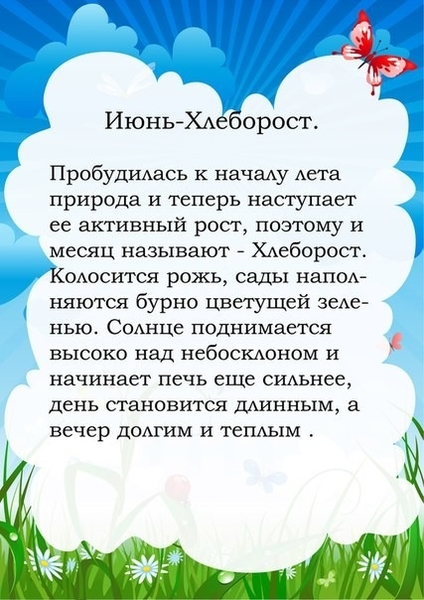 Июнь-Хлеборост.
Пробудилась к началу лета
природа и теперь наступает
ее активный рост, поэтому и
месяц называют - Хлеборост.
Колосится рожь, сады напол-
няются бурно цветущей зеле-
нью. Солнце поднимается
высоко над небосклоном и
начинает печь еще сильнее,
день становится длинным, а
вечер долгим и теплым .